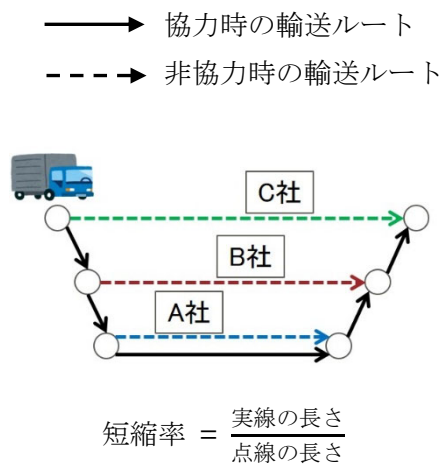 協力時の輸送ルート
非協力時の輸送ルート
C社
B社
A社
短縮率 = 実線の長さ / 点線の長さ